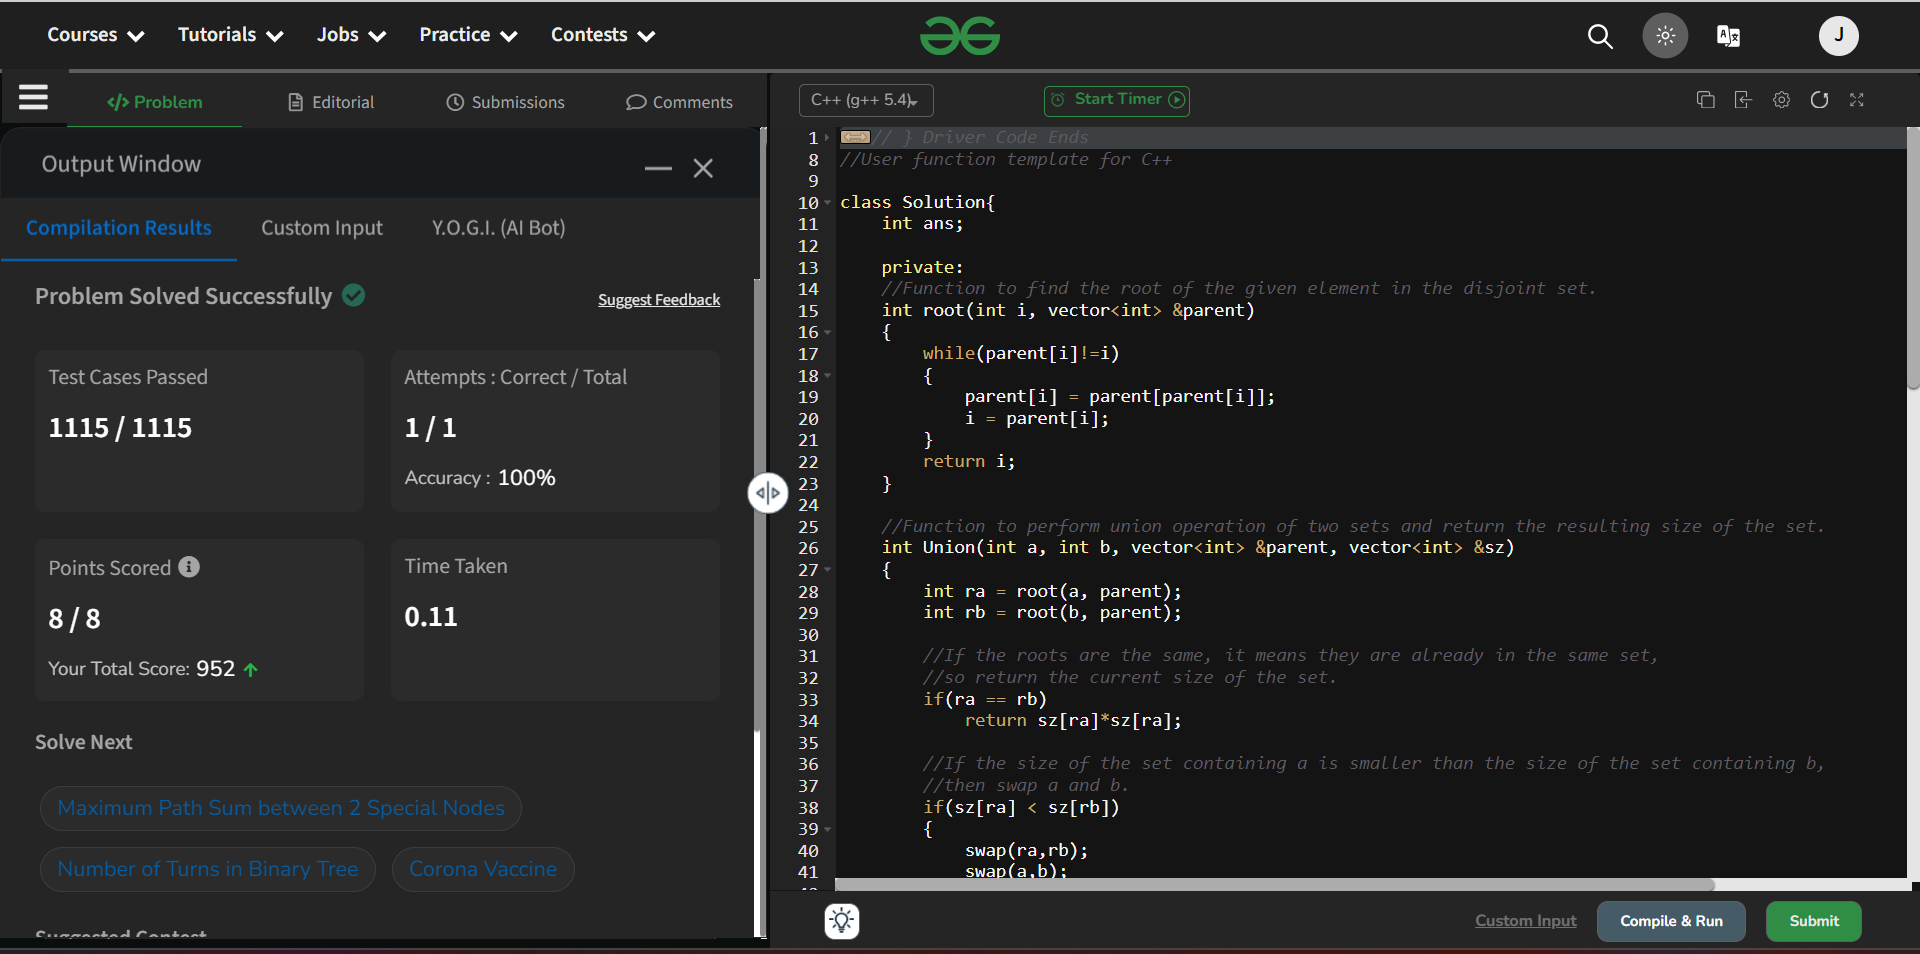 Courses Tutorials Jobs Practice Contests J
Problem Editorial Submissions Comments
Output Window
Compilation Results Custom Input Y.O.G.I. (AI Bot)
Problem Solved Successfully
Suggest Feedback
Test Cases Passed
1115 / 1115
Attempts : Correct / Total
1 / 1
Accuracy : 100%
Points Scored
8 / 8
Your Total Score: 952
Time Taken
0.11
Solve Next
Maximum Path Sum between 2 Special Nodes
Number of Turns in Binary Tree Corona Vaccine
Suggested Contest
C++ (g++ 5.4) Start Timer
1 // } Driver Code Ends
8 //User function template for C++
9
10 class Solution{
11 int ans;
12
13 private:
14 //Function to find the root of the given element in the disjoint set.
15 int root(int i, vector<int> &parent)
16 {
17 while(parent[i]!=i)
18 {
19 parent[i] = parent[parent[i]];
20 i = parent[i];
21 }
22 return i;
23 }
24
25 //Function to perform union operation of two sets and return the resulting size of the set.
26 int Union(int a, int b, vector<int> &parent, vector<int> &sz)
27 {
28 int ra = root(a, parent);
29 int rb = root(b, parent);
30
31 //If the roots are the same, it means they are already in the same set,
32 //so return the current size of the set.
33 if(ra == rb)
34 return sz[ra]*sz[ra];
35
36 //If the size of the set containing a is smaller than the size of the set containing b,
37 //then swap a and b.
38 if(sz[ra] < sz[rb])
39 {
40 swap(ra,rb);
41 swap(a,b);
Custom Input Compile & Run Submit